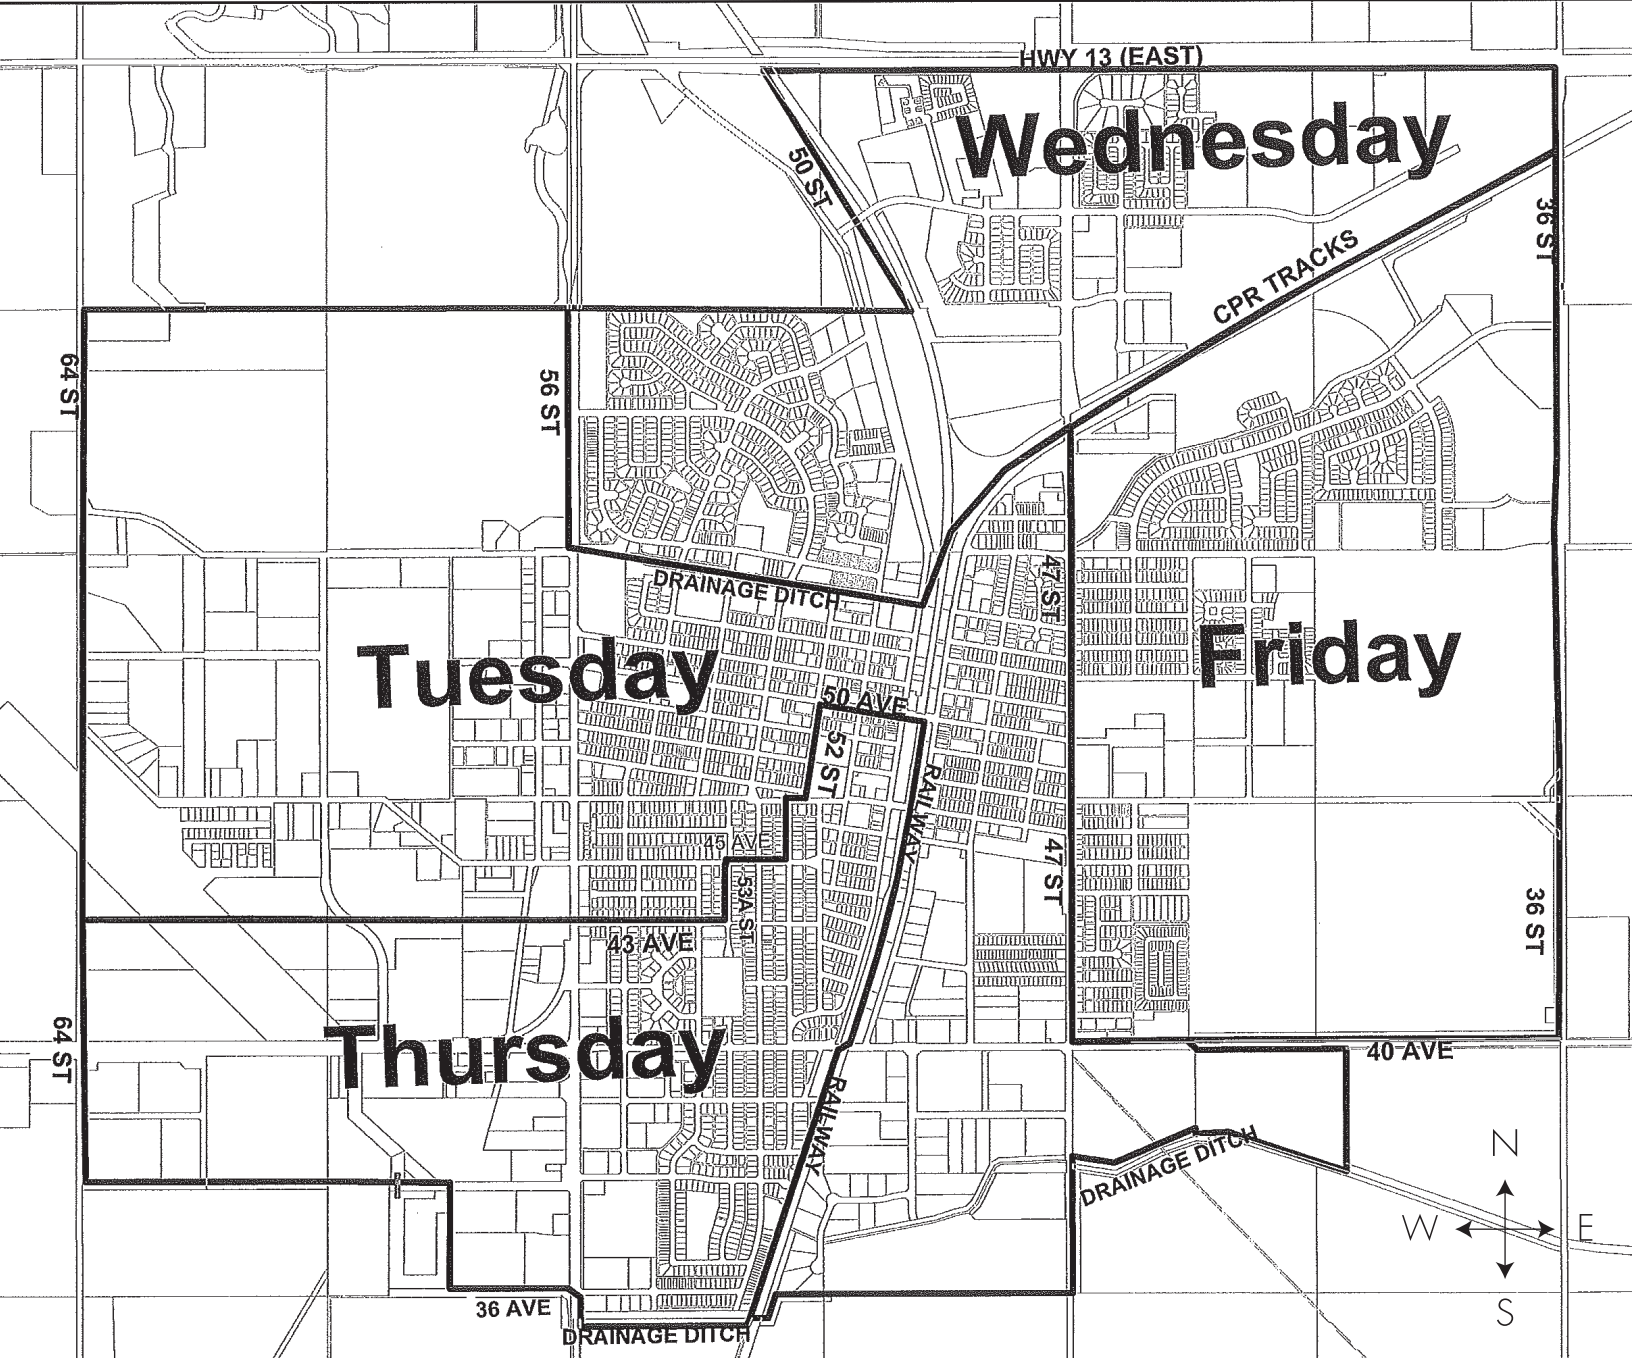 HWY 13 (EAST)
Wednesday
50 ST
36 ST
CPR TRACKS
64 ST
56 ST
DRAINAGE DITCH
47 ST
Tuesday
Friday
50 AVE
52 ST
RAILWAY
45 AVE
47 ST
53A ST
36 ST
43 AVE
Thursday
64 ST
40 AVE
RAILWAY
DRAINAGE DITCH
N
W
E
S
36 AVE
DRAINAGE DITCH